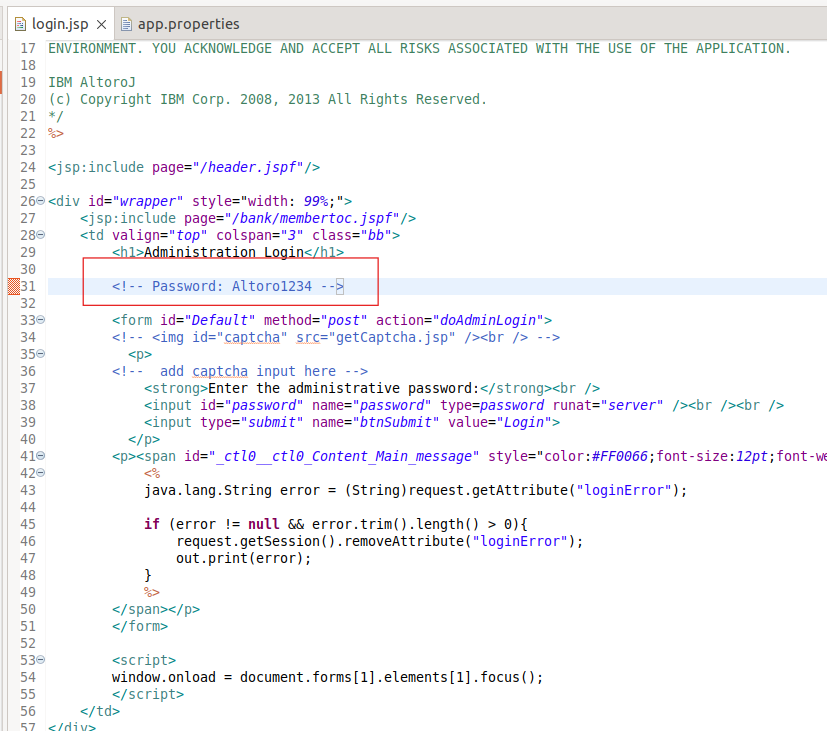 login.jsp app.properties
17 ENVIRONMENT. YOU ACKNOWLEDGE AND ACCEPT ALL RISKS ASSOCIATED WITH THE USE OF THE APPLICATION.
18
19 IBM AltoroJ
20 (c) Copyright IBM Corp. 2008, 2013 All Rights Reserved.
21 */
22 %>
23
24 <jsp:include page="/header.jspf"/>
25
26 <div id="wrapper" style="width: 99%;">
27 <jsp:include page="/bank/membertoc.jspf"/>
28 <td valign="top" colspan="3" class="bb">
29 <h1>Administration Login</h1>
30
31 <!-- Password: Altoro1234 -->
32
33 <form id="Default" method="post" action="doAdminLogin">
34 <!-- <img id="captcha" src="getCaptcha.jsp" /><br /> -->
35 <p>
36 <!--  add captcha input here -->
37 <strong>Enter the administrative password:</strong><br />
38 <input id="password" name="password" type=password runat="server" /><br /><br />
39 <input type="submit" name="btnSubmit" value="Login">
40 </p>
41 <p><span id="_ctl0__ctl0_Content_Main_message" style="color:#FF0066;font-size:12pt;font-we
42 <%
43 java.lang.String error = (String)request.getAttribute("loginError");
44
45 if (error != null && error.trim().length() > 0){
46 request.getSession().removeAttribute("loginError");
47 out.print(error);
48 }
49 %>
50 </span></p>
51 </form>
52
53 <script>
54 window.onload = document.forms[1].elements[1].focus();
55 </script>
56 </td>
57 </div>